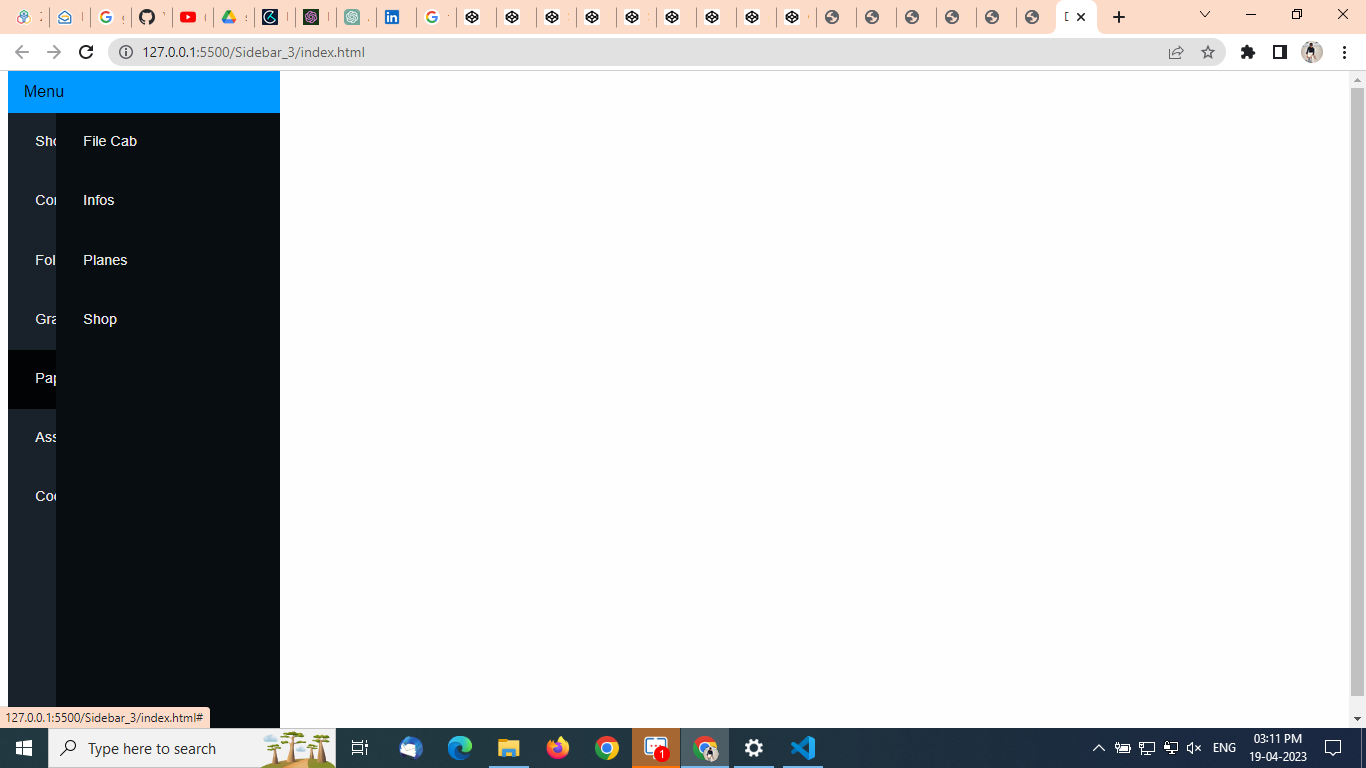 127.0.0.1:5500/Sidebar_3/index.html
Menu
Sho
File Cab
Infos
Fol
Planes
Gra
Shop
Pap
Ass
127.0.0.1:5500/Sidebar_3/index.html#
Type here to search
1
ENG
03:11 PM
19-04-2023